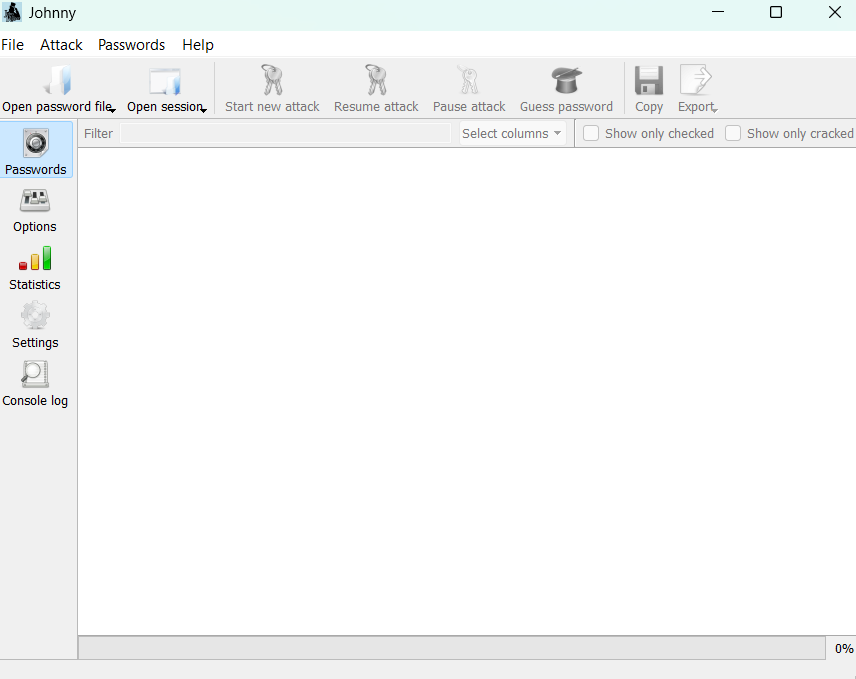 Johnny
File Attack Passwords Help
Open password file Open session Start new attack Resume attack Pause attack Guess password Copy Export
Filter Select columns Show only checked Show only cracked
Passwords
Options
Statistics
Settings
Console log
0%